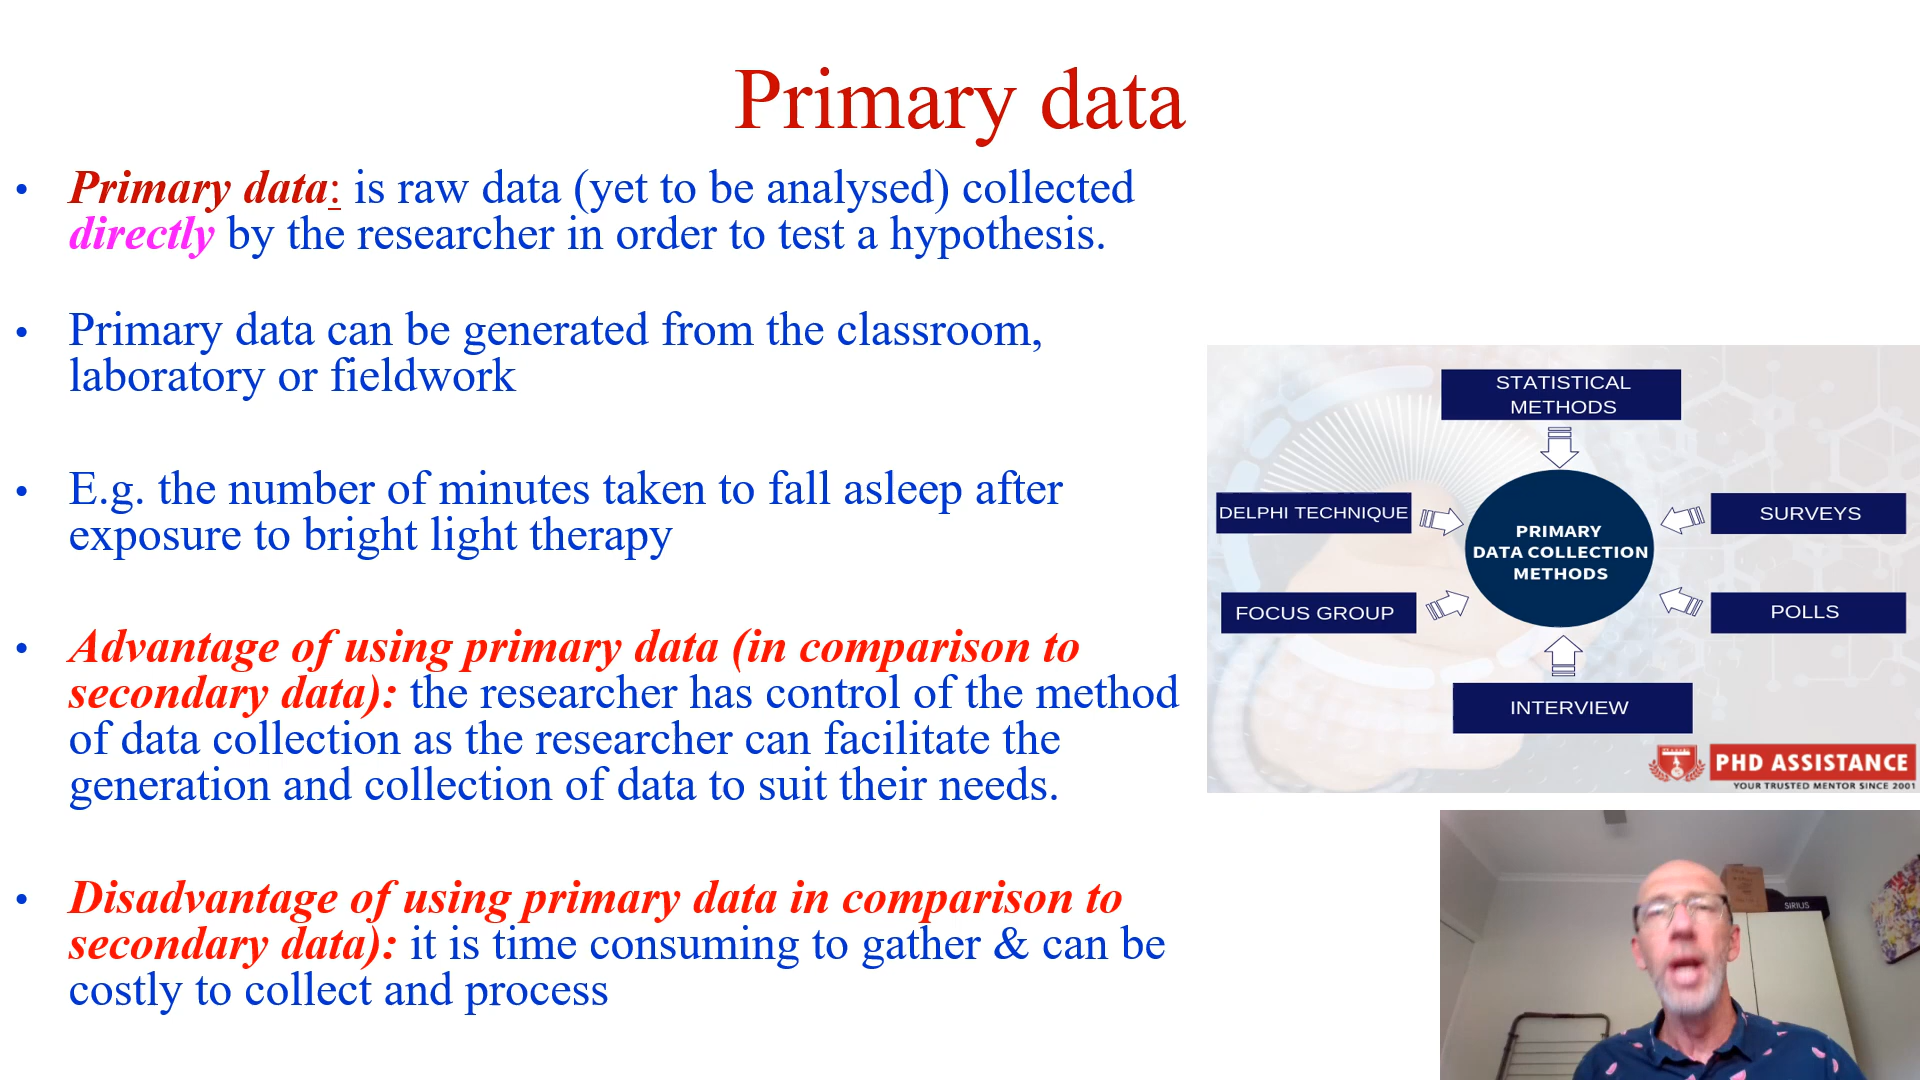 Primary data
• Primary data: is raw data (yet to be analysed) collected
directly by the researcher in order to test a hypothesis.
• Primary data can be generated from the classroom,
laboratory or fieldwork
• E.g. the number of minutes taken to fall asleep after
exposure to bright light therapy
• Advantage of using primary data (in comparison to
secondary data): the researcher has control of the method
of data collection as the researcher can facilitate the
generation and collection of data to suit their needs.
• Disadvantage of using primary data in comparison to
secondary data): it is time consuming to gather & can be
costly to collect and process
STATISTICAL
METHODS
DELPHI TECHNIQUE
SURVEYS
PRIMARY
DATA COLLECTION
METHODS
FOCUS GROUP
POLLS
INTERVIEW
PHD ASSISTANCE
YOUR TRUSTED MENTOR SINCE 2001
SIRIUS